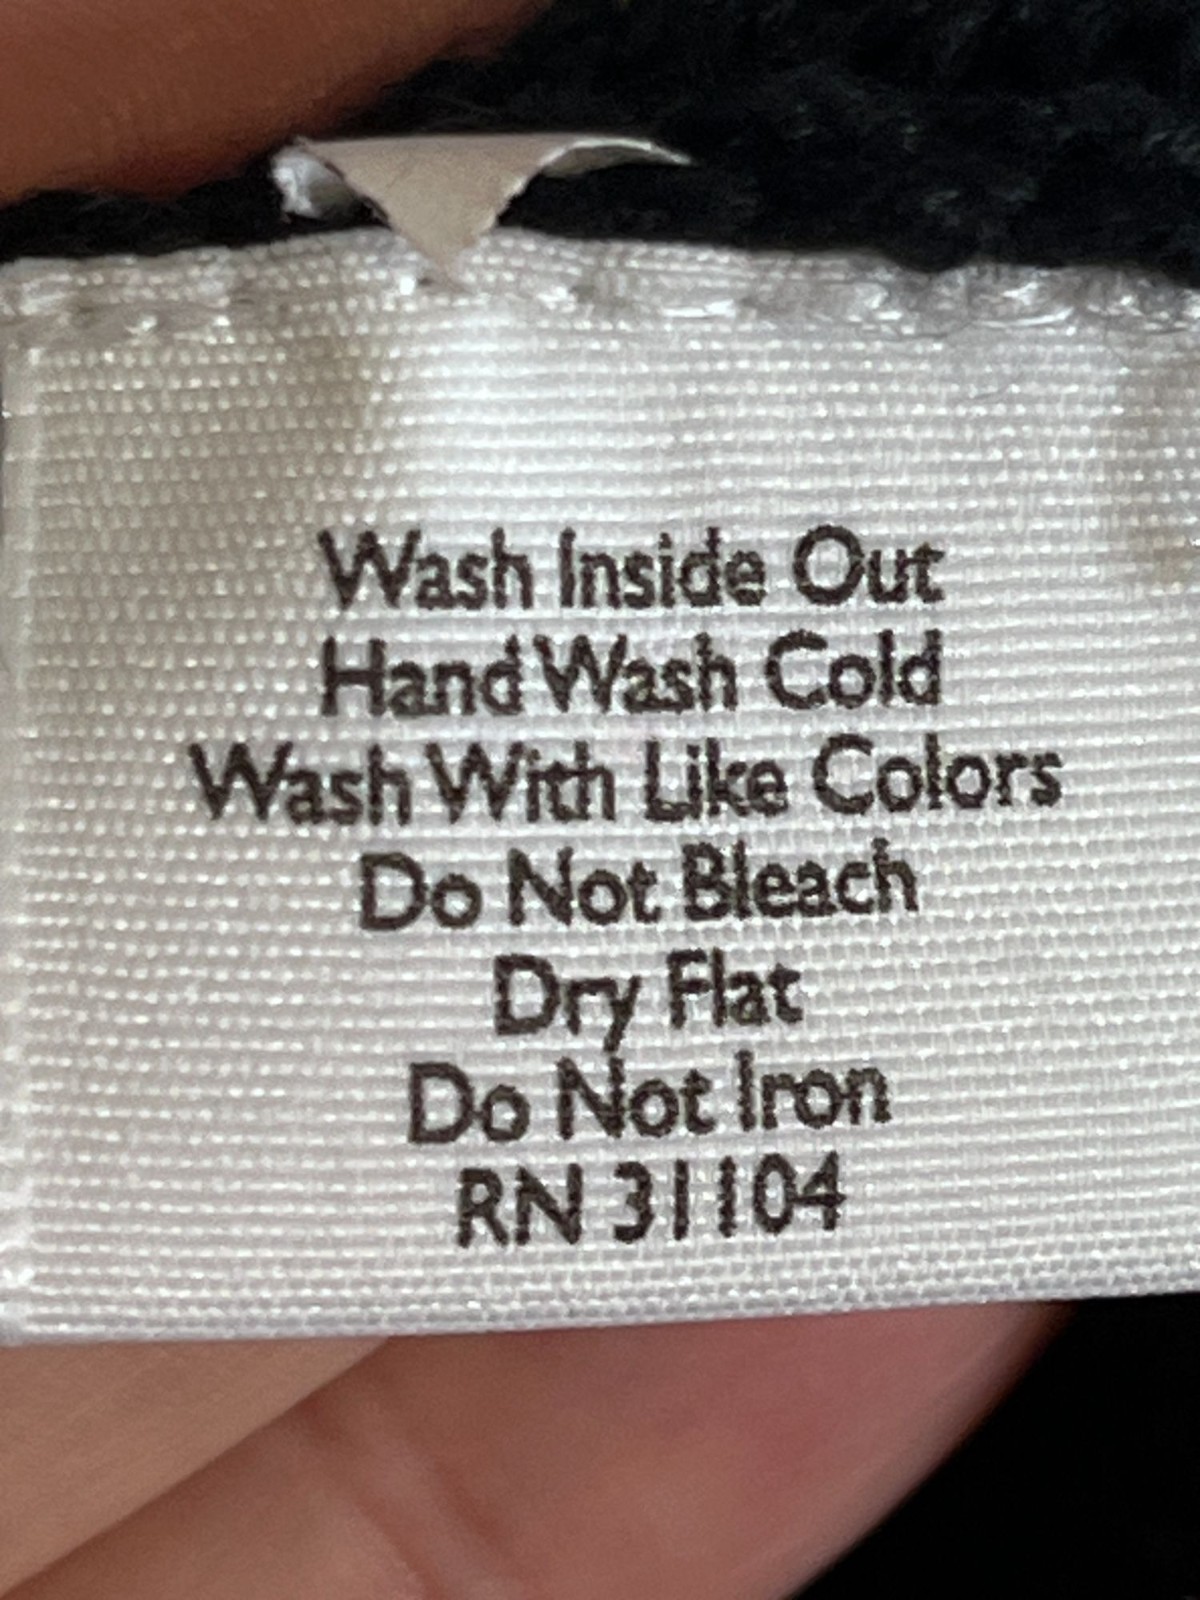 Wash Inside Out
Hand Wash Cold
Wash With Like Colors
Do Not Bleach
Dry Flat
Do Not Iron
RN 31104